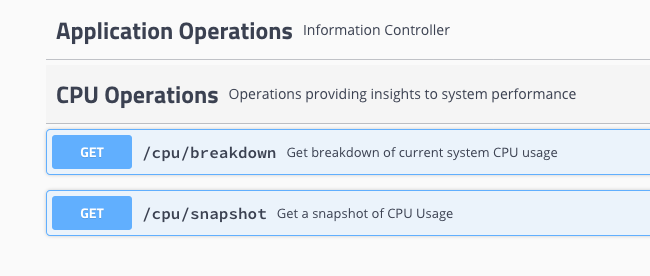 Application Operations Information Controller
CPU Operations Operations providing insights to system performance
GET /cpu/breakdown Get breakdown of current system CPU usage
GET /cpu/snapshot Get a snapshot of CPU Usage